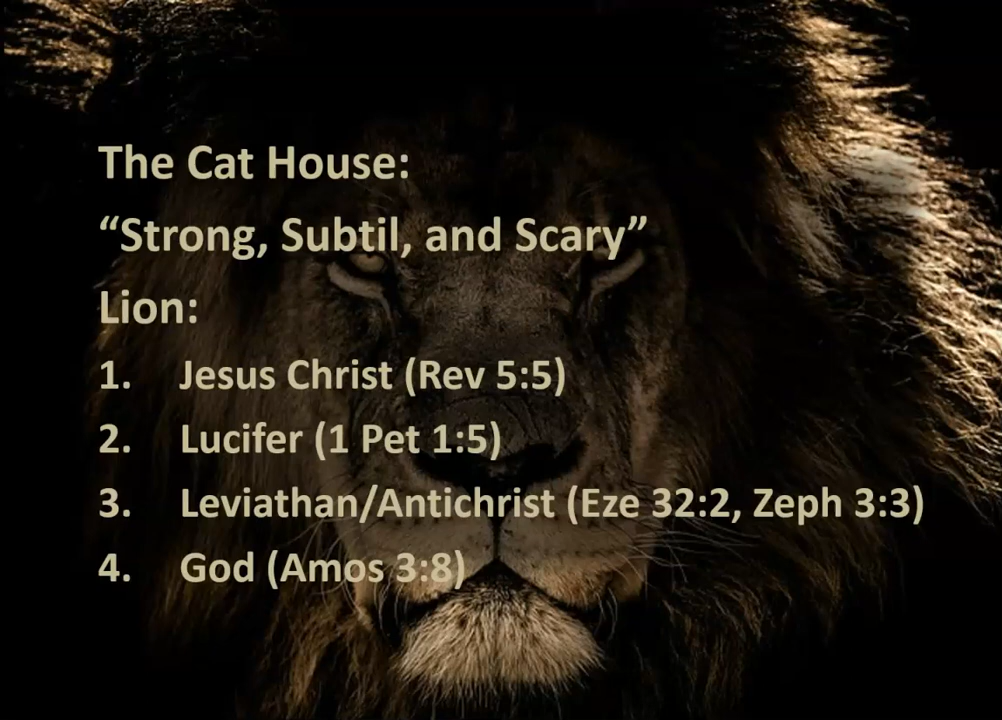 The Cat House:
“Strong, Subtil, and Scary”
Lion:
1. Jesus Christ (Rev 5:5)
2. Lucifer (1 Pet 1:5)
3. Leviathan/Antichrist (Eze 32:2, Zeph 3:3)
4. God (Amos 3:8)